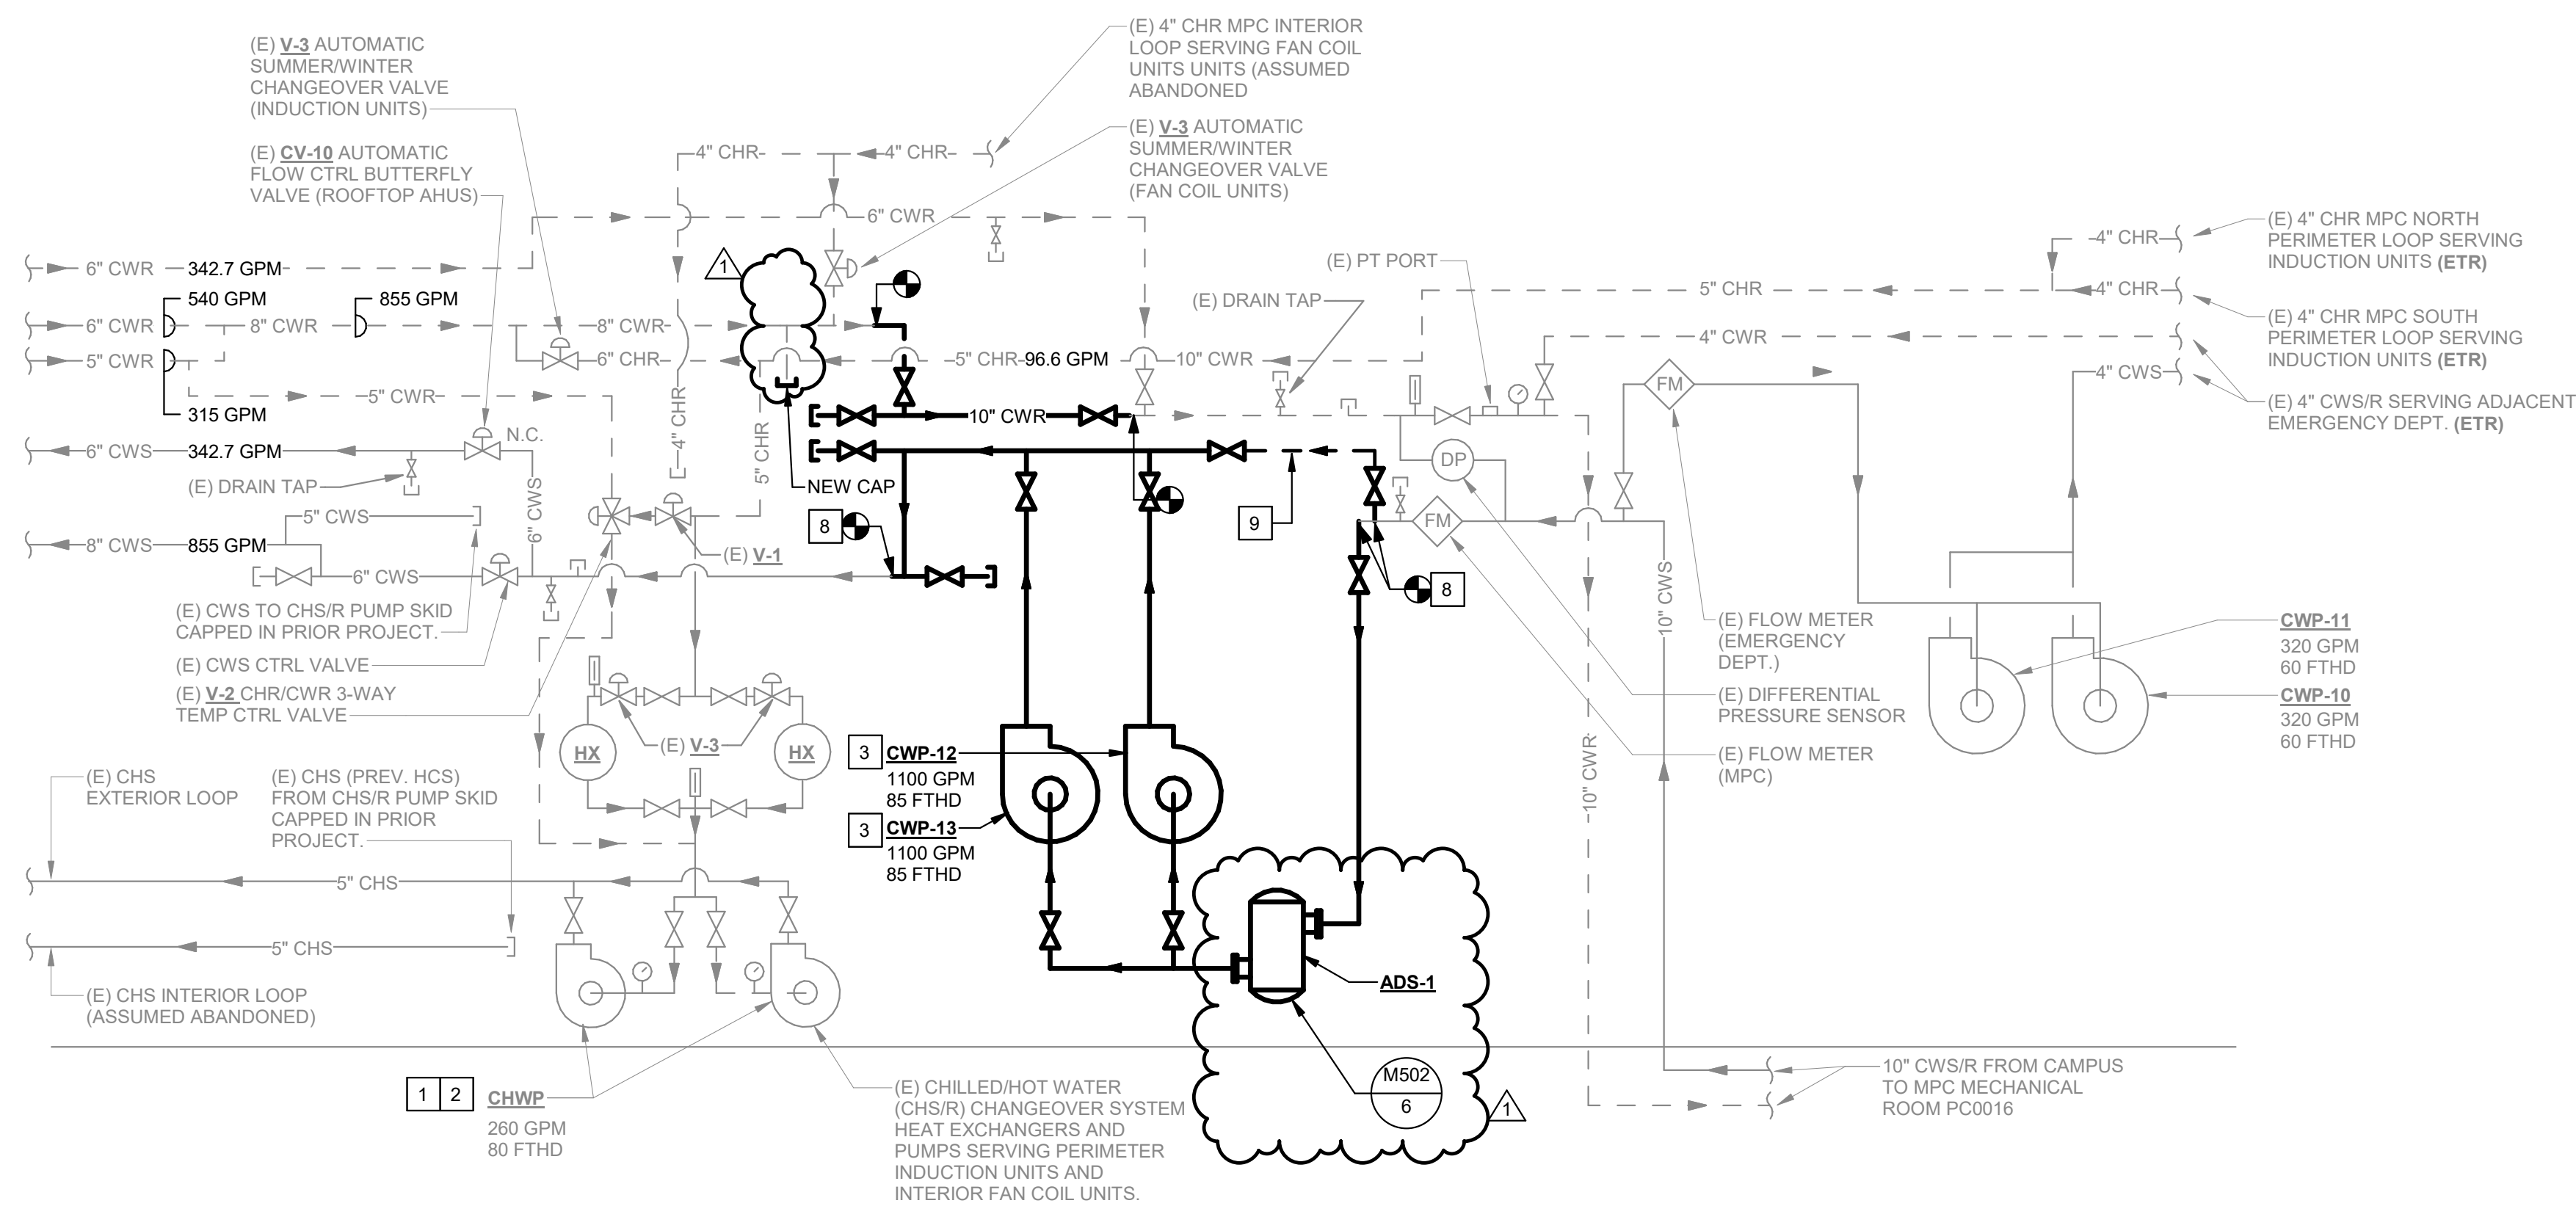 (E) V-3 AUTOMATIC
SUMMER/WINTER
CHANGEOVER VALVE
(INDUCTION UNITS)
(E) CV-10 AUTOMATIC
FLOW CTRL BUTTERFLY
VALVE (ROOFTOP AHUS)
(E) 4" CHR MPC INTERIOR
LOOP SERVING FAN COIL
UNITS UNITS (ASSUMED
ABANDONED
(E) V-3 AUTOMATIC
SUMMER/WINTER
CHANGEOVER VALVE
(FAN COIL UNITS)
4" CHR
4" CHR
6" CWR
1
6" CWR
342.7 GPM
540 GPM
855 GPM
6" CWR
8" CWR
8" CWR
5" CWR
6" CHR
5" CHR
96.6 GPM
10" CWR
315 GPM
5" CWR
4" CHR
5" CHR
10" CWR
NEW CAP
(E) PT PORT
(E) DRAIN TAP
5" CHR
4" CWR
4" CHR
4" CHR
4" CWS
(E) 4" CHR MPC NORTH
PERIMETER LOOP SERVING
INDUCTION UNITS (ETR)
(E) 4" CHR MPC SOUTH
PERIMETER LOOP SERVING
INDUCTION UNITS (ETR)
(E) 4" CWS/R SERVING ADJACENT
EMERGENCY DEPT. (ETR)
FM
DP
FM
6" CWS
342.7 GPM
N.C.
(E) DRAIN TAP
5" CWS
6" CWS
8" CWS
855 GPM
6" CWS
(E) V-1
8
9
8
(E) CWS TO CHS/R PUMP SKID
CAPPED IN PRIOR PROJECT.
(E) CWS CTRL VALVE
(E) V-2 CHR/CWR 3-WAY
TEMP CTRL VALVE
HX
(E) V-3
HX
10" CWS
10" CWR
(E) FLOW METER
(EMERGENCY
DEPT.)
(E) DIFFERENTIAL
PRESSURE SENSOR
(E) FLOW METER
(MPC)
CWP-11
320 GPM
60 FTHD
CWP-10
320 GPM
60 FTHD
3
CWP-12
1100 GPM
85 FTHD
3
CWP-13
1100 GPM
85 FTHD
(E) CHS
EXTERIOR LOOP
(E) CHS (PREV. HCS)
FROM CHS/R PUMP SKID
CAPPED IN PRIOR
PROJECT.
5" CHS
5" CHS
(E) CHS INTERIOR LOOP
(ASSUMED ABANDONED)
ADS-1
M502
6
1
1
2
CHWP
260 GPM
80 FTHD
(E) CHILLED/HOT WATER
(CHS/R) CHANGEOVER SYSTEM
HEAT EXCHANGERS AND
PUMPS SERVING PERIMETER
INDUCTION UNITS AND
INTERIOR FAN COIL UNITS.
10" CWS/R FROM CAMPUS
TO MPC MECHANICAL
ROOM PC0016